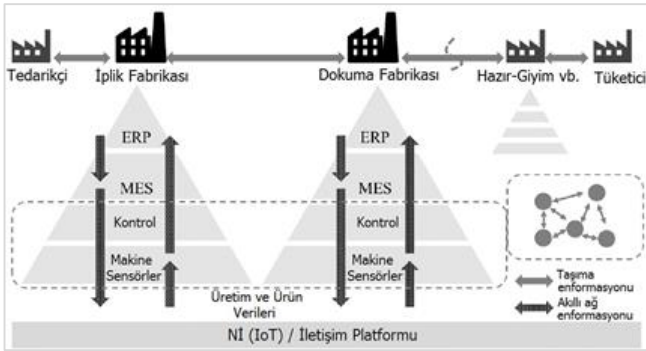 Tedarikçi
İplik Fabrikası
Dokuma Fabrikası
Hazır-Giyim vb.
Tüketici
ERP
MES
Kontrol
Makine
Sensörler
ERP
MES
Kontrol
Makine
Sensörler
Üretim ve Ürün
Verileri
Taşıma
enformasyonu
Akıllı ağ
enformasyonu
Nİ (IoT) / İletişim Platformu